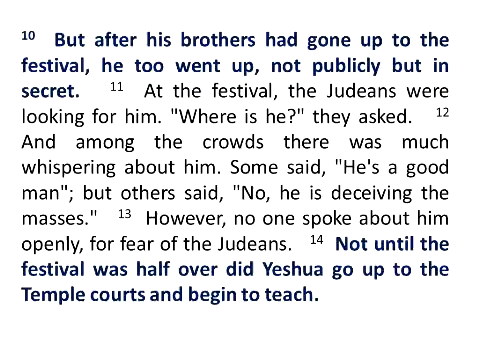 10 But after his brothers had gone up to the
festival, he too went up, not publicly but in
secret. 11 At the festival, the Judeans were
looking for him. "Where is he?" they asked. 12
And among the crowds there was much
whispering about him. Some said, "He's a good
man"; but others said, "No, he is deceiving the
masses." 13 However, no one spoke about him
openly, for fear of the Judeans. 14 Not until the
festival was half over did Yeshua go up to the
Temple courts and begin to teach.